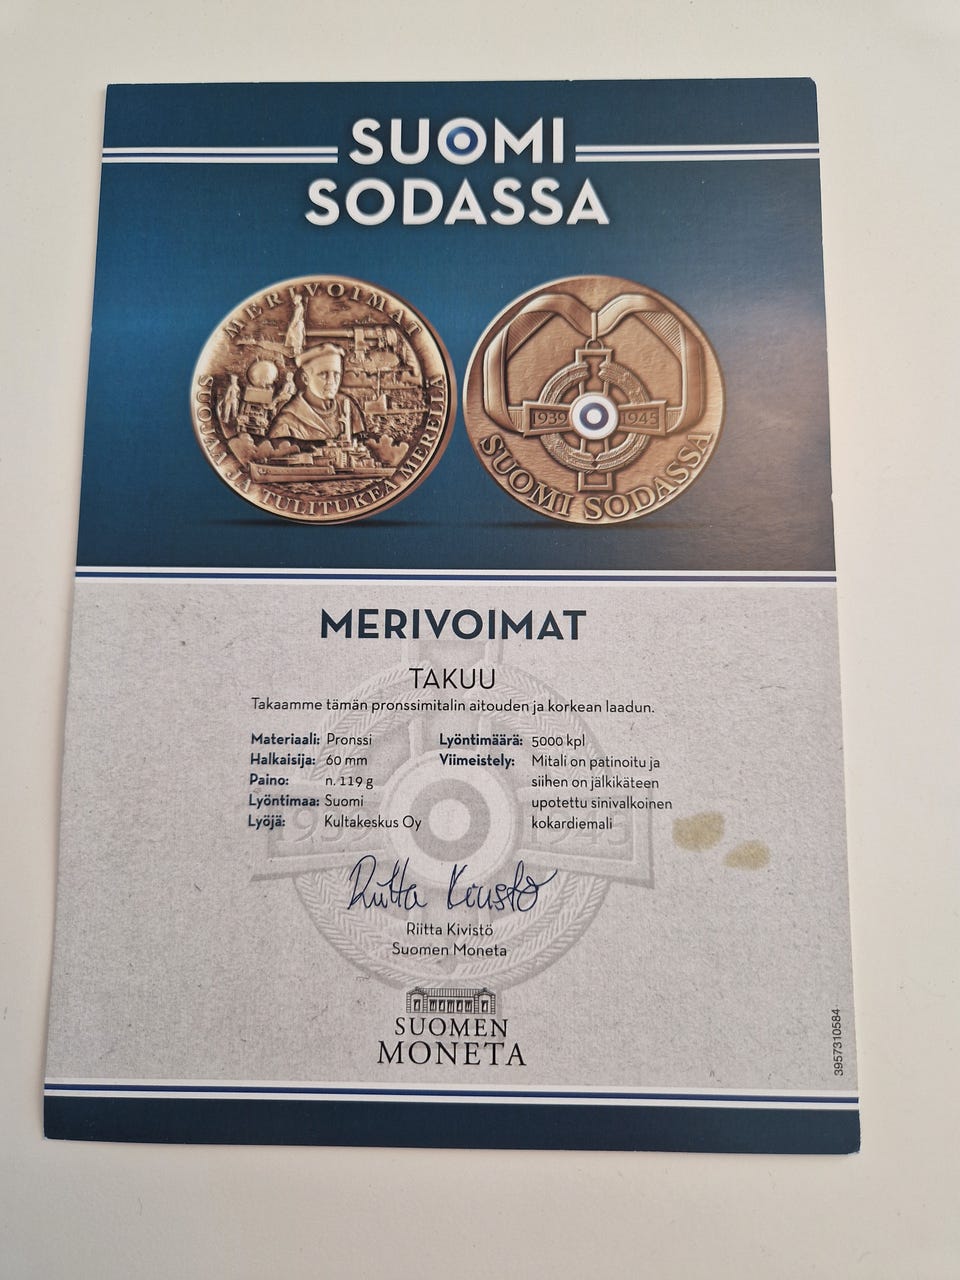 SUOMI
SODASSA
MERIVOIMAT
SUOJAA JA TULITUKEA MERELLÄ
1939 1945
SUOMI SODASSA
MERIVOIMAT
TAKUU
Takaamme tämän pronssimitalin aitouden ja korkean laadun.
Materiaali: Pronssi
Halkaisija: 60 mm
Paino: n. 119 g
Lyöntimaa: Suomi
Lyöjä: Kultakeskus Oy
Lyöntimäärä: 5000 kpl
Viimeistely: Mitali on patinoitu ja
siihen on jälkikäteen
upotettu sinivalkoinen
kokardiemali
Riitta Kivistö
Riitta Kivistö
Suomen Moneta
SUOMEN
MONETA
3957310584